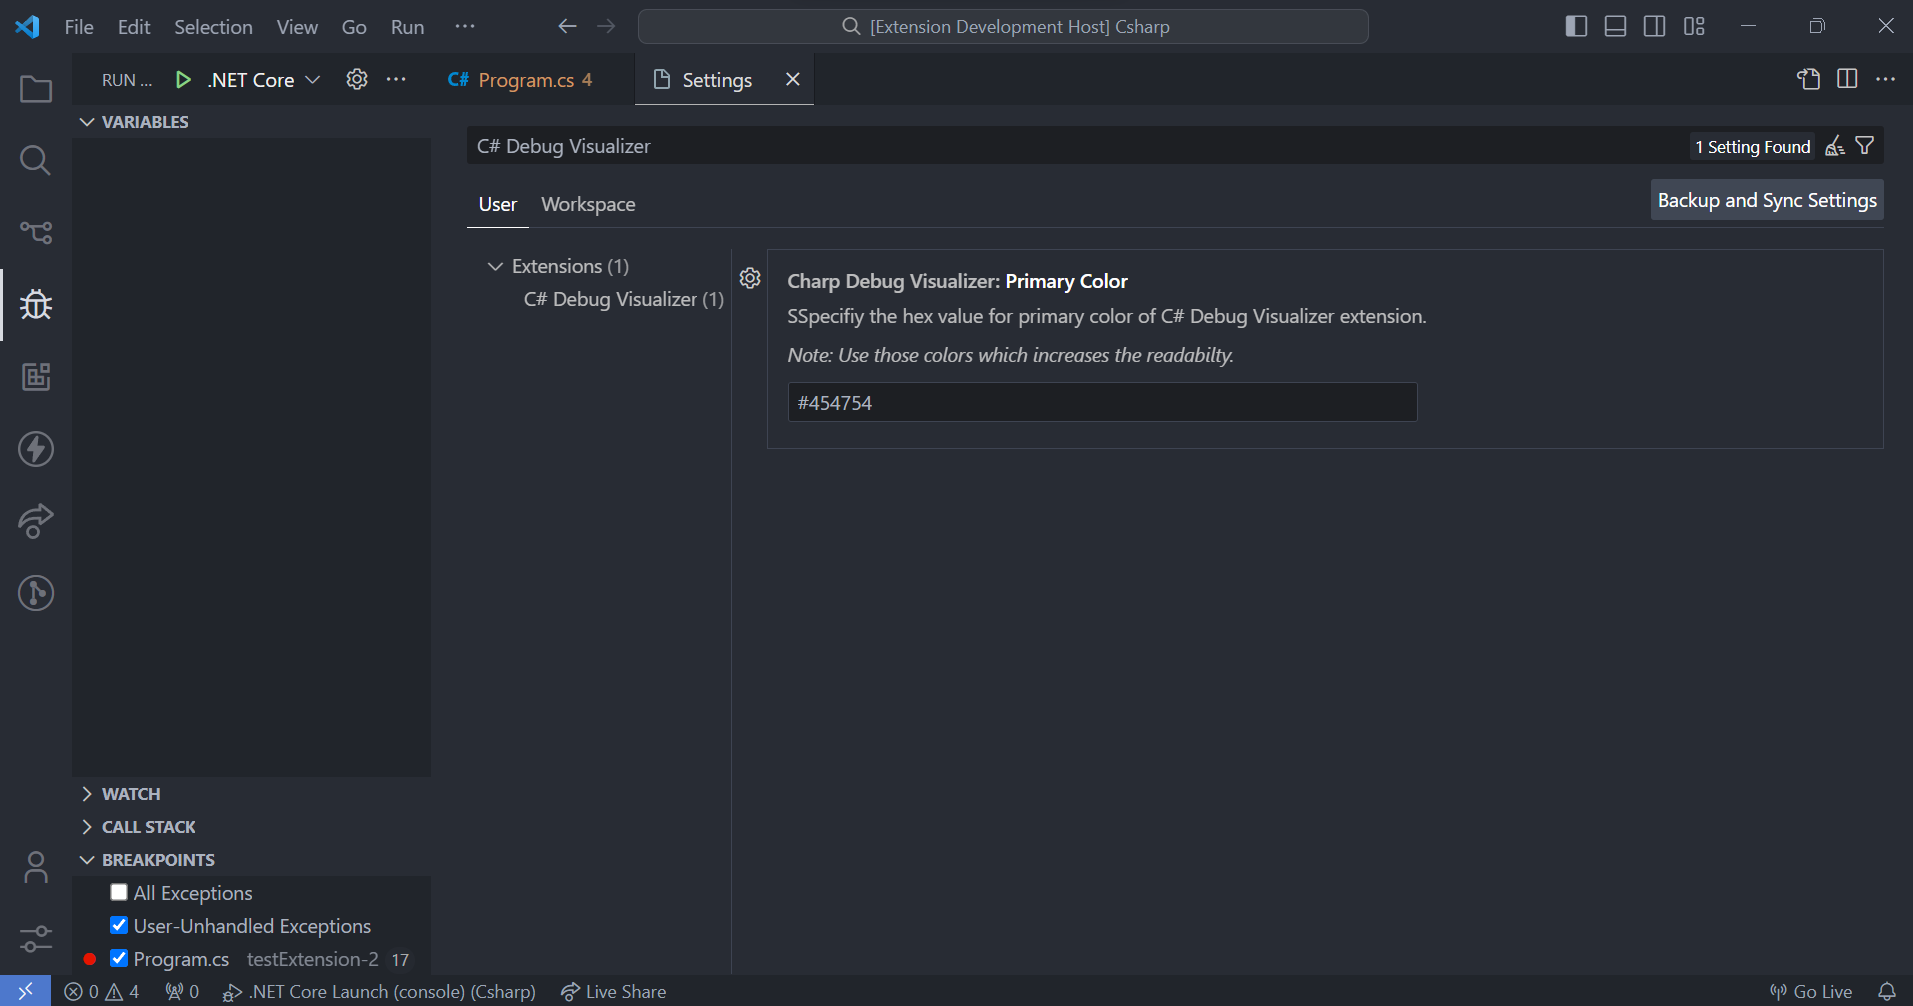 File Edit Selection View Go Run ···
[Extension Development Host] Csharp
RUN ... .NET Core ···
C# Program.cs 4
Settings
VARIABLES
C# Debug Visualizer
1 Setting Found
User Workspace
Backup and Sync Settings
Extensions (1)
C# Debug Visualizer (1)
Charp Debug Visualizer: Primary Color
SSpecifiy the hex value for primary color of C# Debug Visualizer extension.
Note: Use those colors which increases the readabilty.
#454754
WATCH
CALL STACK
BREAKPOINTS
All Exceptions
User-Unhandled Exceptions
Program.cs testExtension-2 17
0 4 0 .NET Core Launch (console) (Csharp) Live Share Go Live